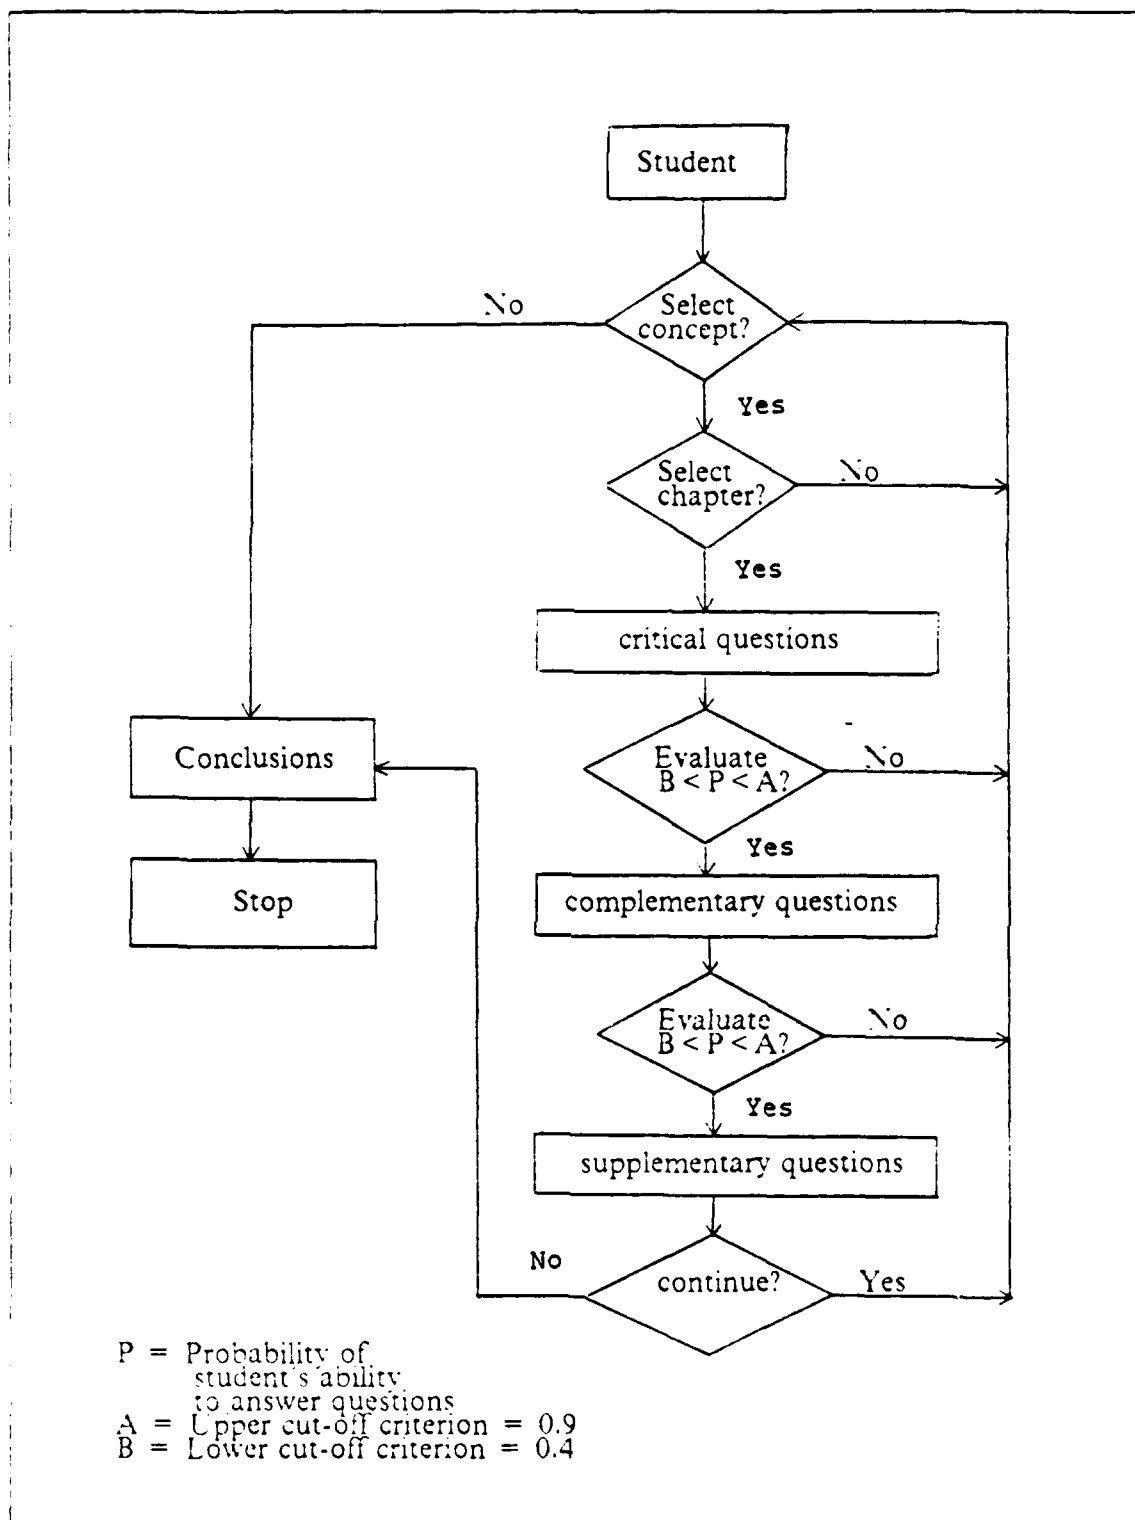 Student
No
Select
concept?
Yes
Select
chapter?
No
Yes
critical questions
Conclusions
Evaluate
B < P < A?
No
Yes
Stop
complementary questions
Evaluate
B < P < A?
No
Yes
supplementary questions
No
continue?
Yes
P = Probability of
student's ability
to answer questions
A = Upper cut-off criterion = 0.9
B = Lower cut-off criterion = 0.4